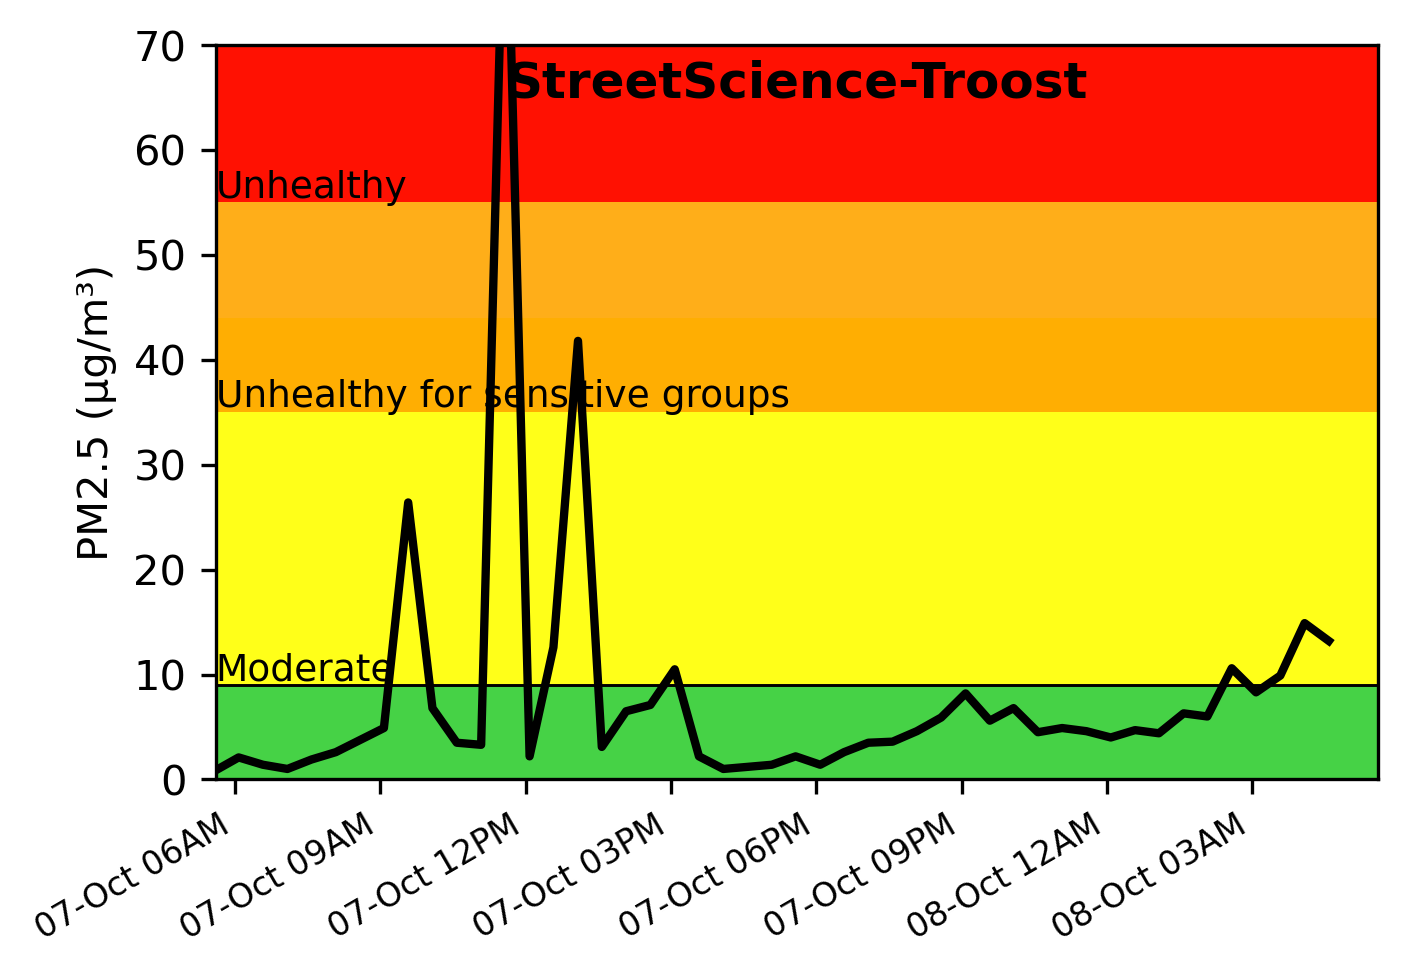 StreetScience-Troost
70
60
Unhealthy
50
40
Unhealthy for sensitive groups
30
20
Moderate
10
0
PM2.5 (µg/m³)
07-Oct 06AM
07-Oct 09AM
07-Oct 12PM
07-Oct 03PM
07-Oct 06PM
07-Oct 09PM
08-Oct 12AM
08-Oct 03AM